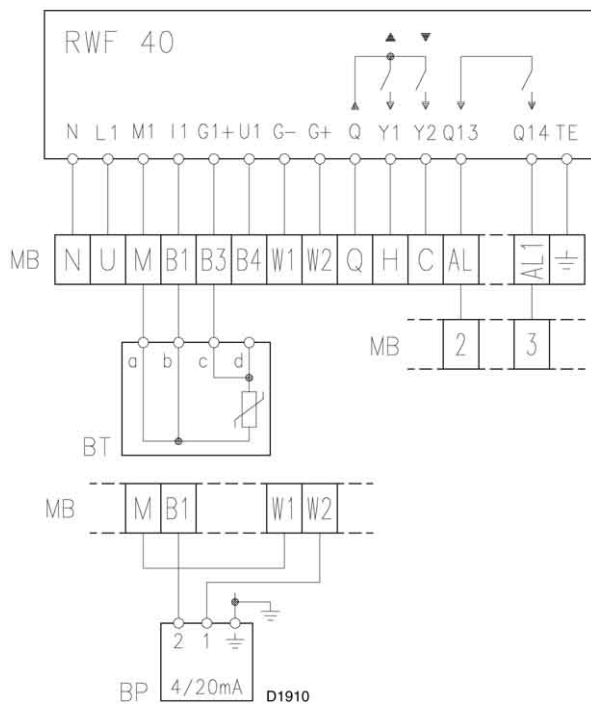 RWF 40
N L1 M1 I1 G1+ U1 G- G+ Q Y1 Y2 Q13 Q14 TE
MB N U M B1 B3 B4 W1 W2 Q H C AL AL1
MB 2 3
a b c d
BT
MB M B1 W1 W2
2 1
BP 4/20mA D1910